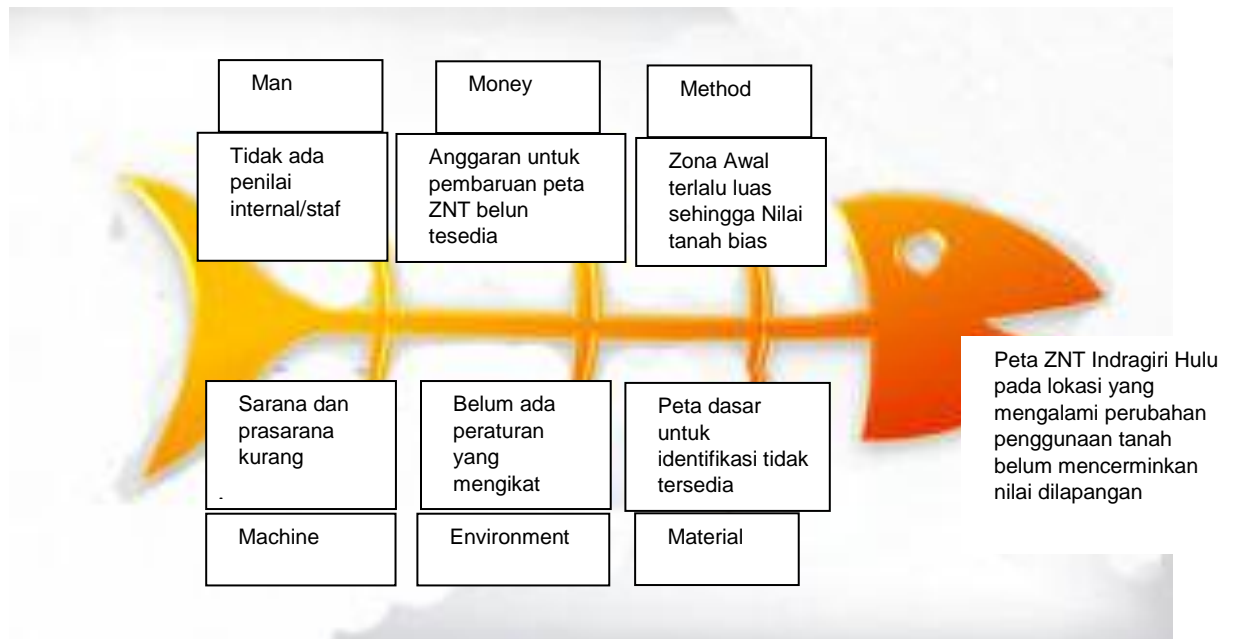 Man
Money
Method
Tidak ada
penilai
internal/staf
Anggaran untuk
pembaruan peta
ZNT belun
tesedia
Zona Awal
terlalu luas
sehingga Nilai
tanah bias
Peta ZNT Indragiri Hulu
pada lokasi yang
mengalami perubahan
penggunaan tanah
belum mencerminkan
nilai dilapangan
Sarana dan
prasarana
kurang
.
Belum ada
peraturan
yang
mengikat
Peta dasar
untuk
identifikasi tidak
tersedia
Machine
Environment
Material